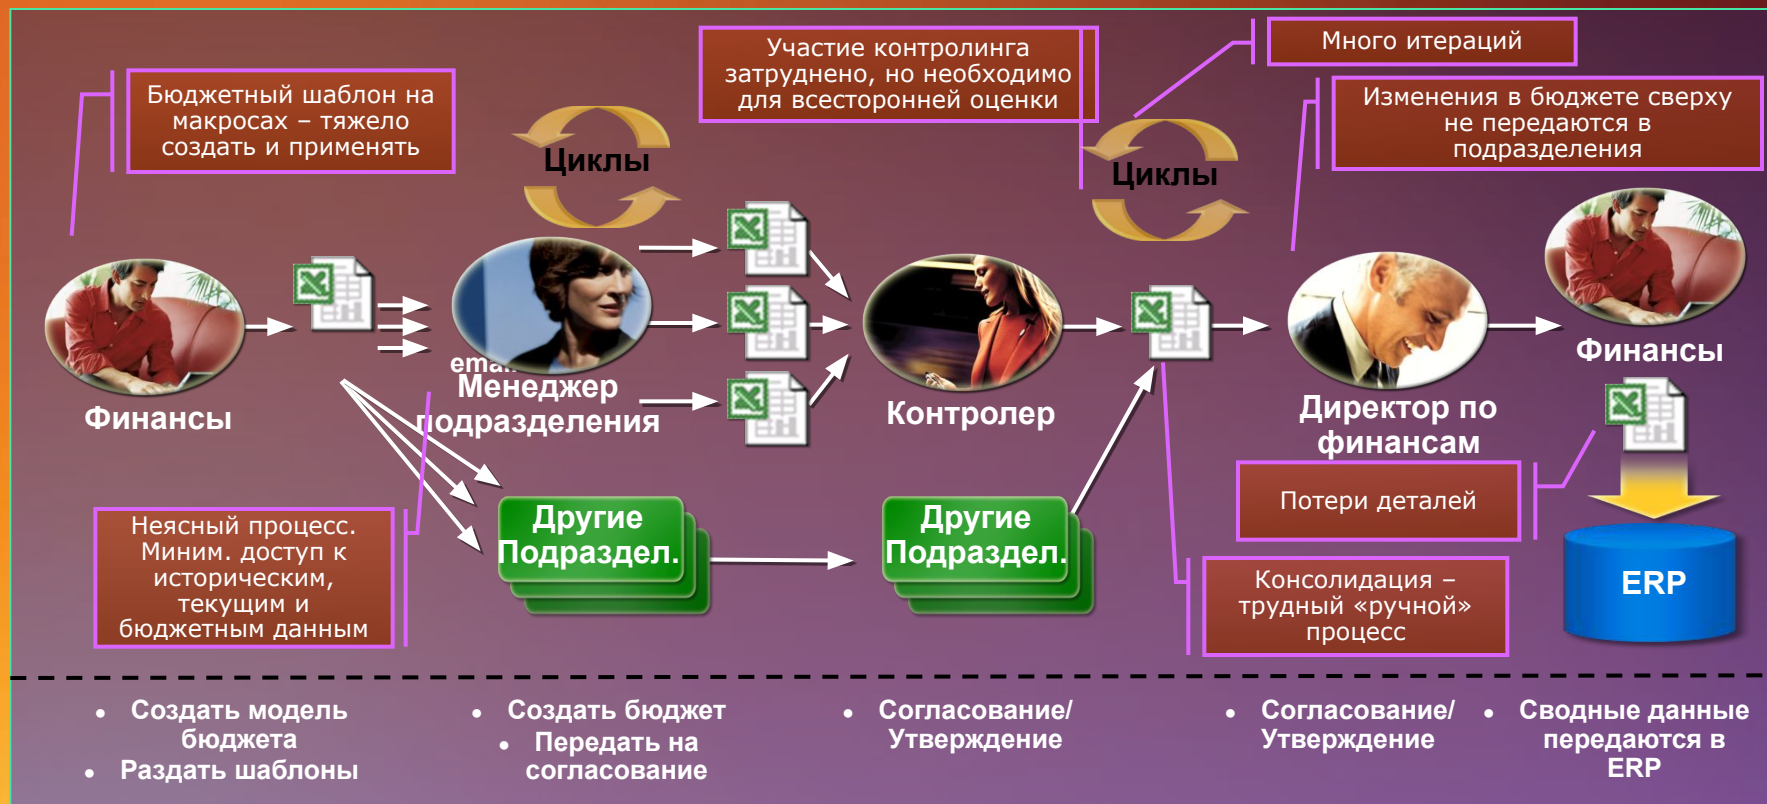 Участие контролинга
затруднено, но необходимо
для всесторонней оценки
Много итераций
Бюджетный шаблон на
макросах – тяжело
создать и применять
Изменения в бюджете сверху
не передаются в
подразделения
Циклы
Циклы
Финансы
email
Менеджер
подразделения
Контролер
Директор по
финансам
Финансы
Неясный процесс.
Миним. доступ к
историческим,
текущим и
бюджетным данным
Другие
Подраздел.
Другие
Подраздел.
Потери деталей
Консолидация –
трудный «ручной»
процесс
ERP
• Создать модель
бюджета
• Раздать шаблоны
• Создать бюджет
• Передать на
согласование
• Согласование/
Утверждение
• Согласование/
Утверждение
• Сводные данные
передаются в
ERP